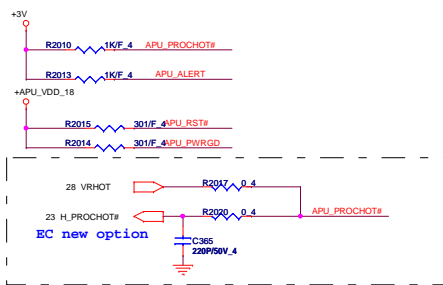 +3V
R2010 1K/F_4 APU_PROCHOT#
R2013 1K/F_4 APU_ALERT
+APU_VDD_18
R2015 301/F_4 APU_RST#
R2014 301/F_4 APU_PWRGD
28 VRHOT R2017 0_4
23 H_PROCHOT# R2020 0_4 APU_PROCHOT#
EC new option
C365
220P/50V_4